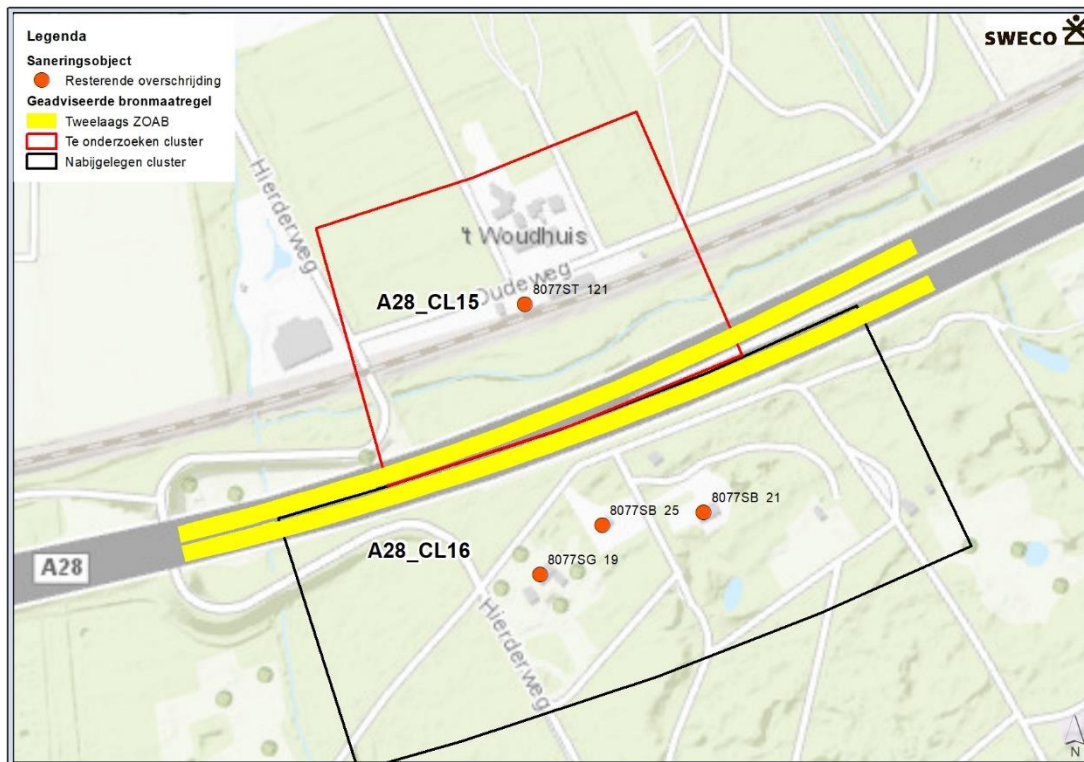 Legenda
Saneringsobject
Resterende overschrijding
Geadviseerde bronmaatregel
Tweelaags ZOAB
Te onderzoeken cluster
Nabijgelegen cluster
SWECO
Hierderweg
't Woudhuis
Oudeweg
8077ST 121
A28_CL15
8077SB 21
8077SB 25
A28_CL16
A28
8077SG 19
Hierderweg
N